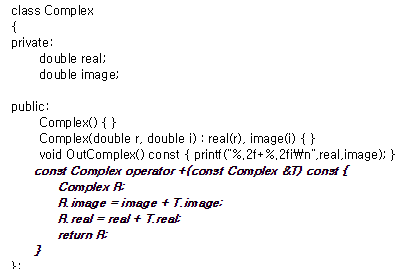 class Complex
{
private:
double real;
double image;
public:
Complex() { }
Complex(double r, double i) : real(r), image(i) { }
void OutComplex() const { printf("%.2f+%.2fi₩n",real,image); }
const Complex operator +(const Complex &T) const {
Complex R;
R.image = image + T.image;
R.real = real + T.real;
return R;
}
};